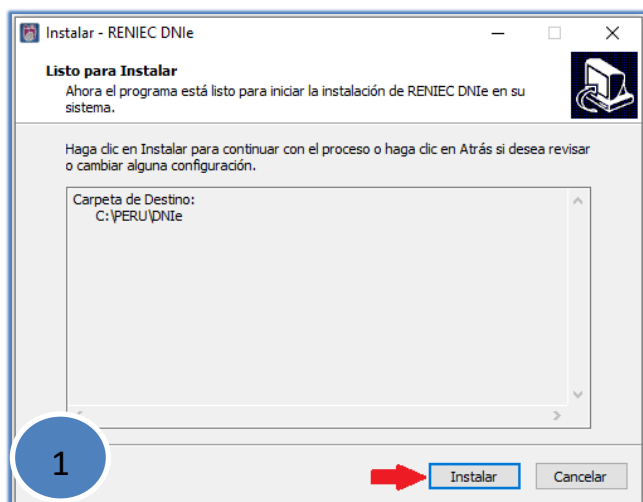 Instalar - RENIEC DNIe
Listo para Instalar
Ahora el programa está listo para iniciar la instalación de RENIEC DNIe en su
sistema.
Haga clic en Instalar para continuar con el proceso o haga clic en Atrás si desea revisar
o cambiar alguna configuración.
Carpeta de Destino:
C:\PERU\DNIe
1
Instalar
Cancelar